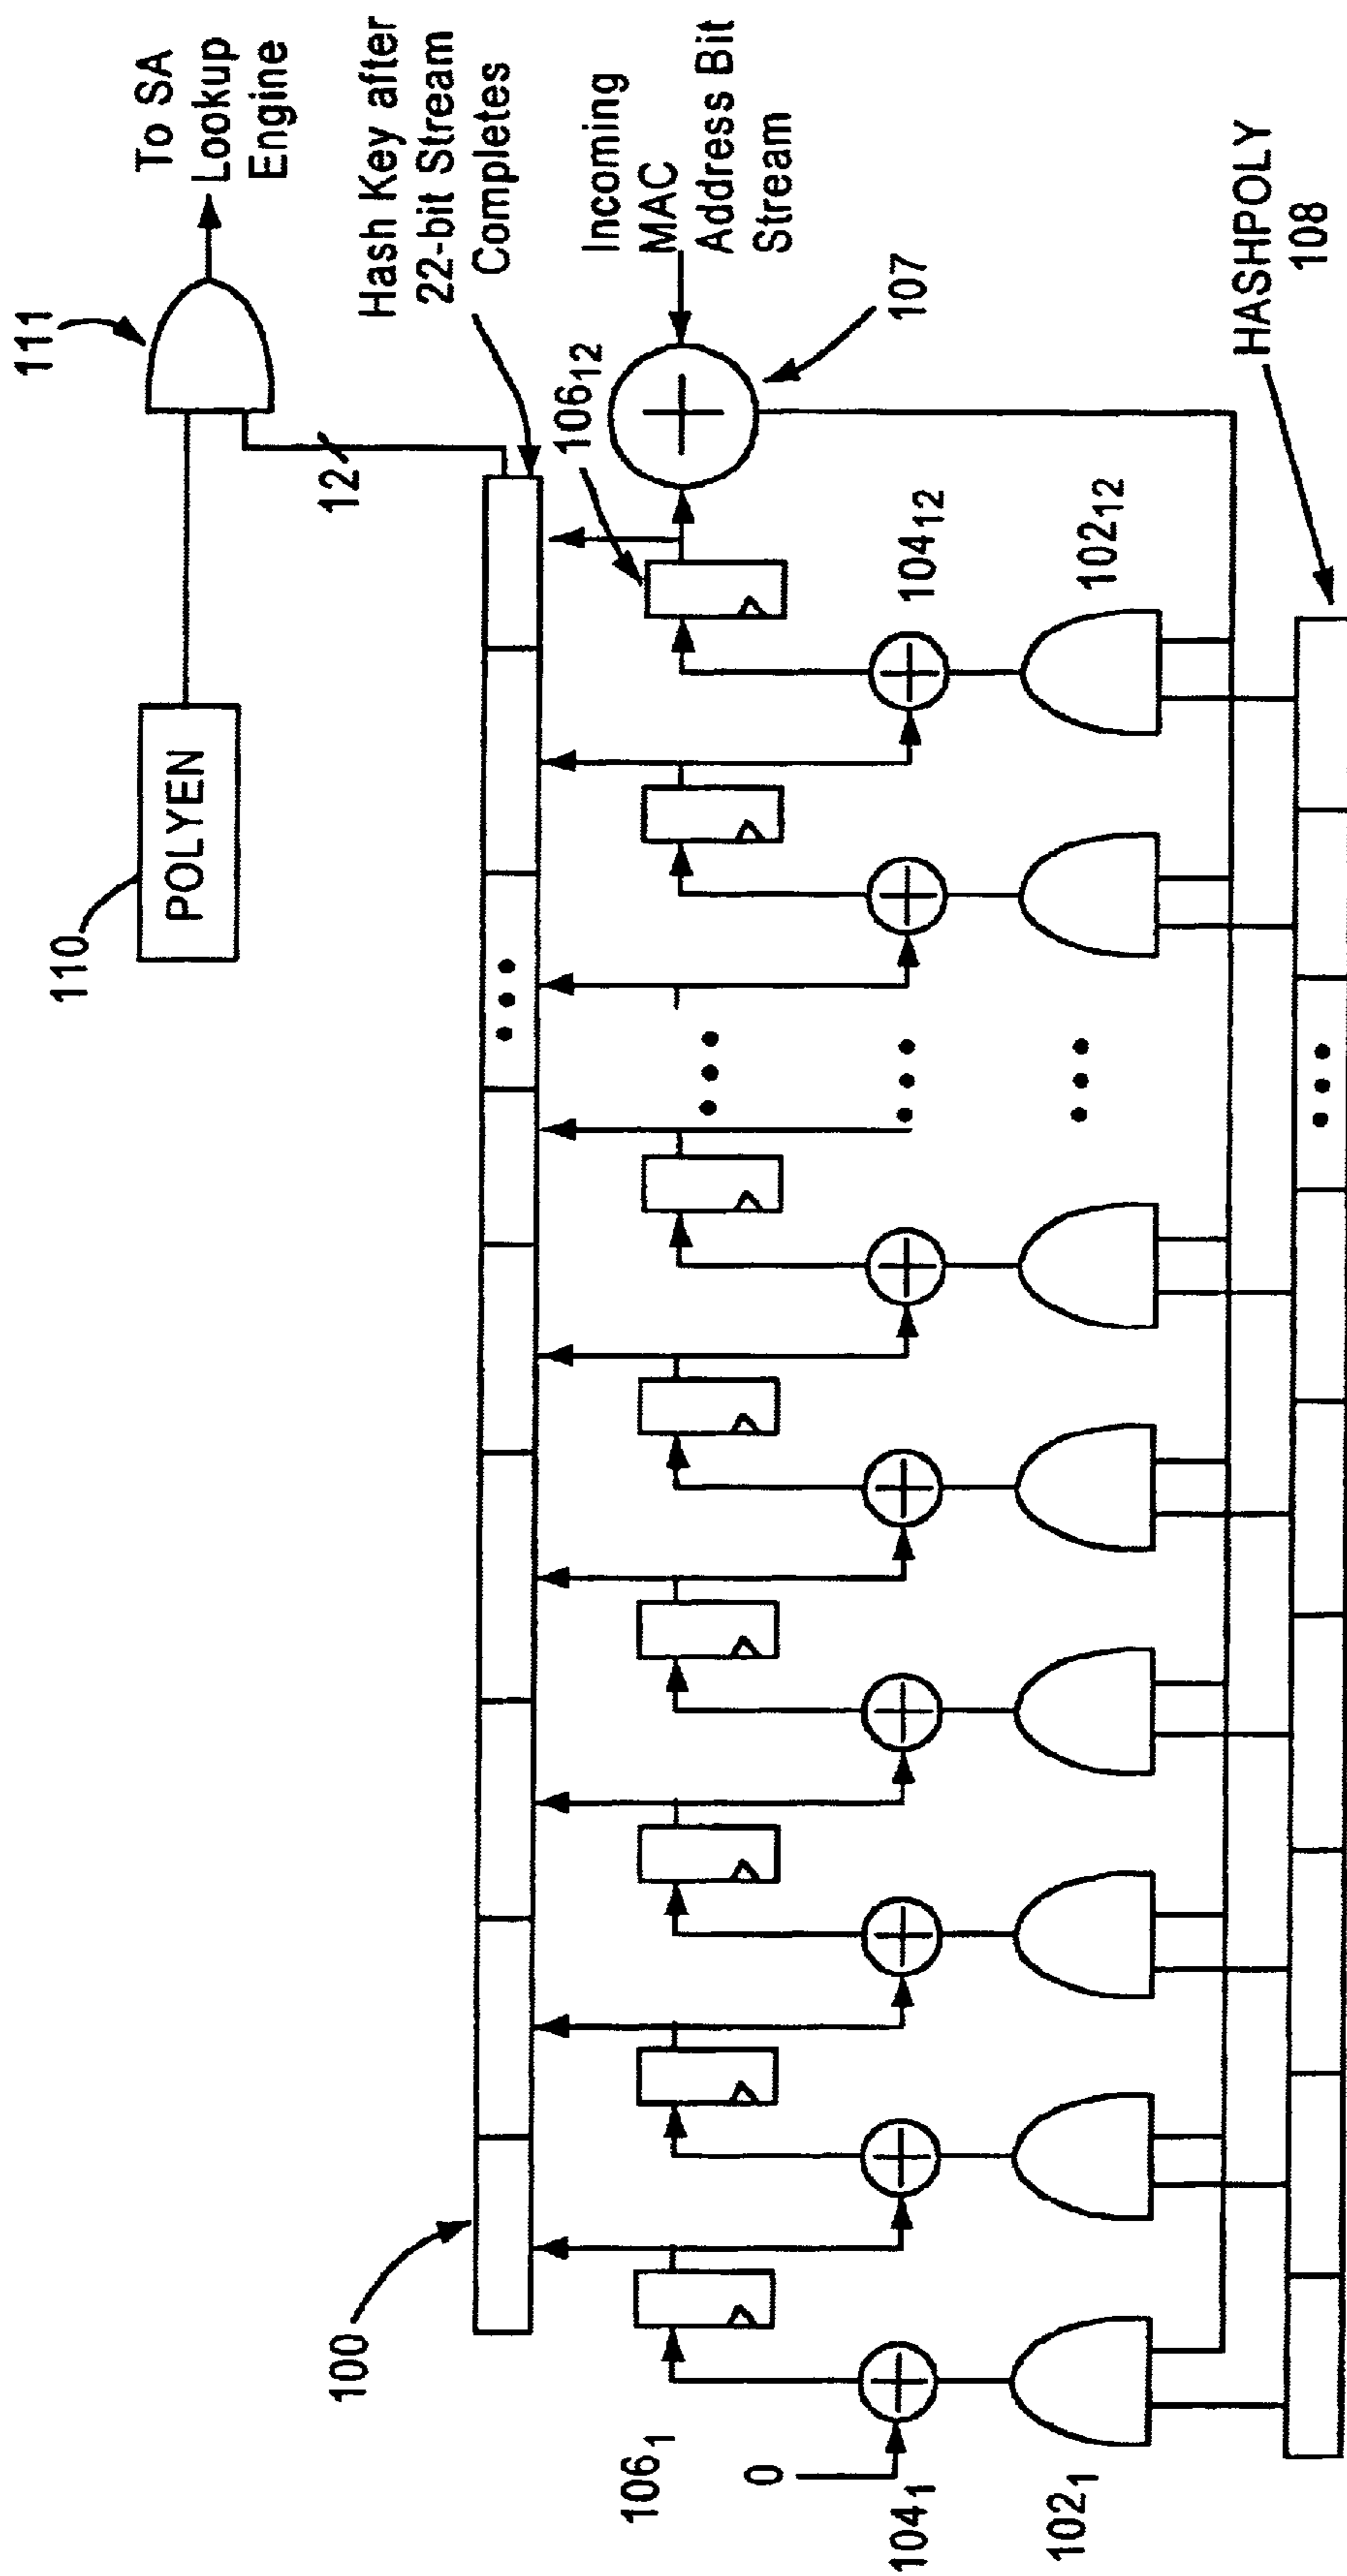 111
To SA
Lookup
Engine
110
POLYEN
12
Hash Key after
22-bit Stream
Completes
100
Incoming
MAC
Address Bit
Stream
106₁₂
107
106₁
0
104₁
104₁₂
102₁
102₁₂
HASHPOLY
108